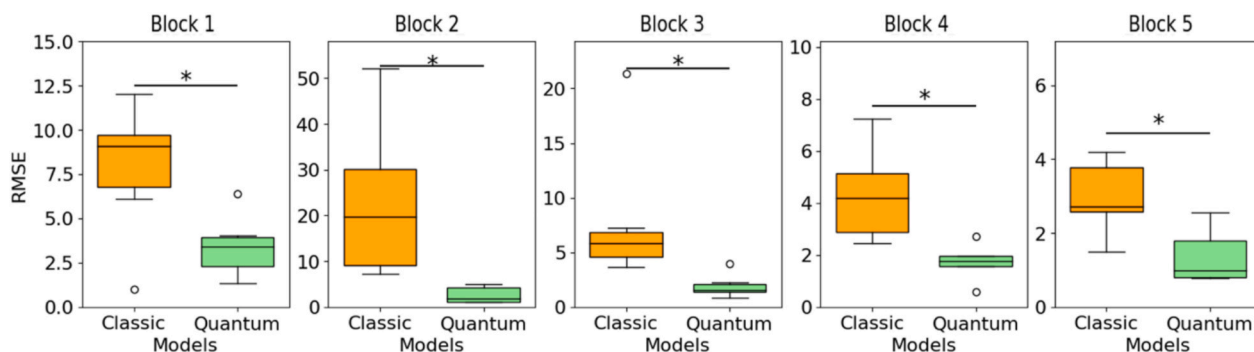 Block 1
Block 2
Block 3
Block 4
Block 5
RMSE
15.0
12.5
10.0
7.5
5.0
2.5
0.0
*
Classic
Quantum
Models
50
40
30
20
10
0
*
Classic
Quantum
Models
20
15
10
5
0
*
Classic
Quantum
Models
10
8
6
4
2
0
*
Classic
Quantum
Models
6
4
2
0
*
Classic
Quantum
Models